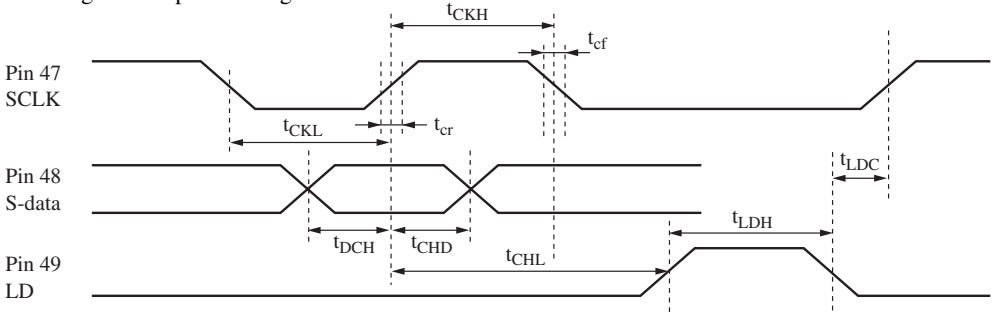 tCKH
tcf
Pin 47
SCLK
tCKL
tcr
Pin 48
S-data
tLDC
tDCH
tCHD
tLDH
tCHL
Pin 49
LD